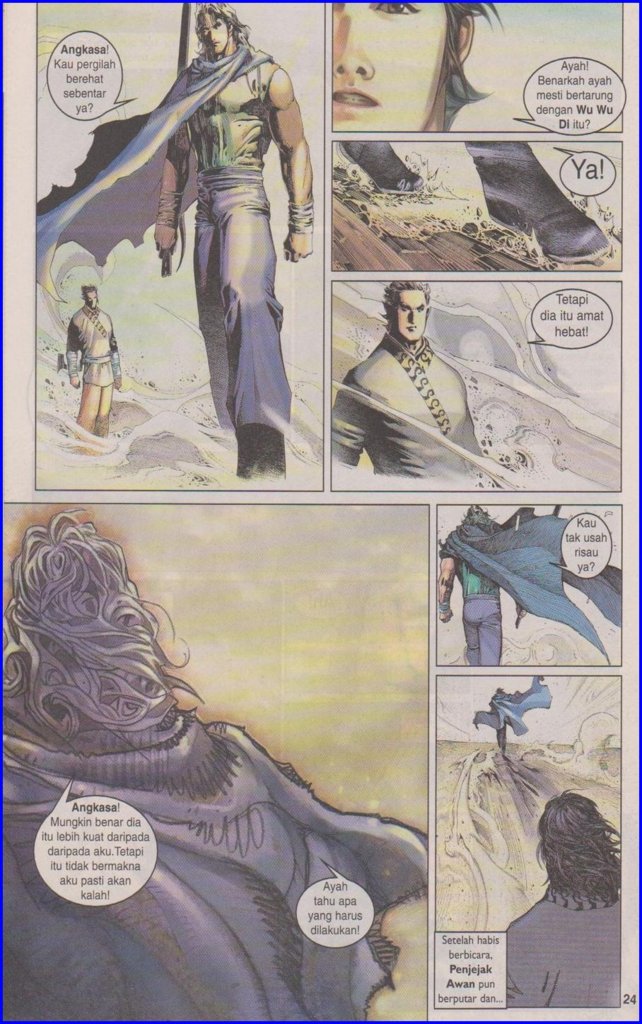 Angkasa!
Kau pergilah
berehat
sebentar
ya?
Ayah!
Benarkah ayah
mesti bertarung
dengan Wu Wu
Di itu?
Ya!
Tetapi
dia itu amat
hebat!
Angkasa!
Mungkin benar dia
itu lebih kuat daripada
daripada aku.Tetapi
itu tidak bermakna
aku pasti akan
kalah!
Ayah
tahu apa
yang harus
dilakukan!
Kau
tak usah
risau
ya?
Setelah habis
berbicara,
Penjejak
Awan pun
berputar dan...
24